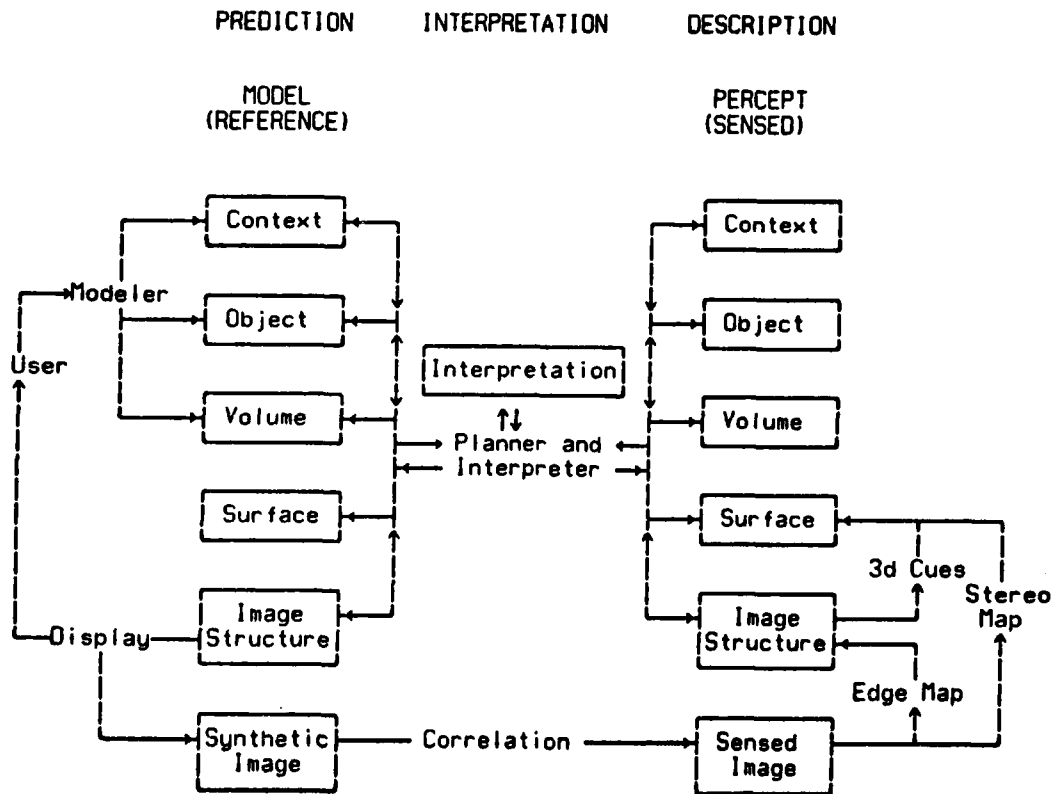 PREDICTION INTERPRETATION DESCRIPTION
MODEL
(REFERENCE)
PERCEPT
(SENSED)
Context
Context
Modeler
Object
Object
User
Interpretation
Volume
Volume
Planner and
Interpreter
Surface
Surface
3d Cues
Stereo
Map
Image
Structure
Image
Structure
Display
Edge Map
Synthetic
Image
Correlation
Sensed
Image